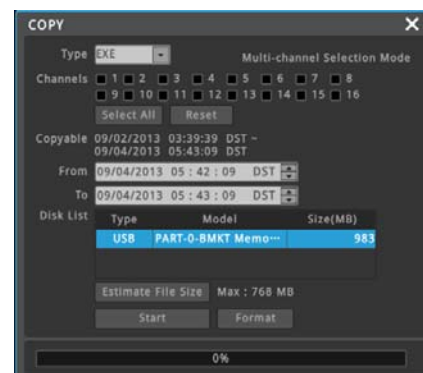 COPY
Type EXE Multi-channel Selection Mode
Channels 1 2 3 4 5 6 7 8
9 10 11 12 13 14 15 16
Select All Reset
Copyable 09/02/2013 03:39:39 DST ~
09/04/2013 05:43:09 DST
From 09/04/2013 05 : 42 : 09 DST
To 09/04/2013 05 : 43 : 09 DST
Disk List Type Model Size(MB)
USB PART-0-BMKT Memo··· 983
Estimate File Size Max : 768 MB
Start Format
0%